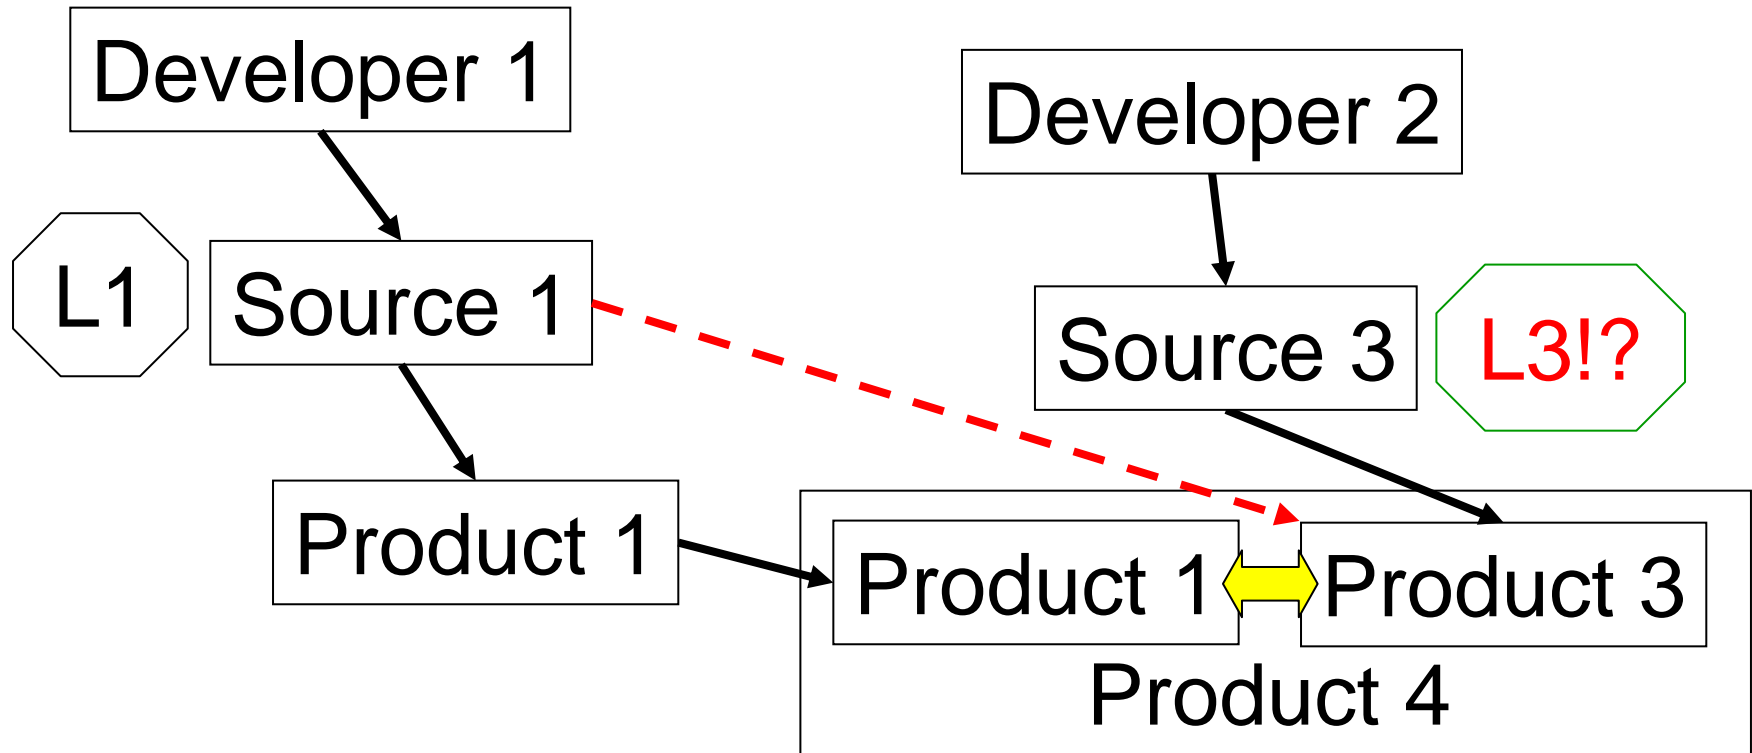 Developer 1
Developer 2
L1
Source 1
Source 3
L3!?
Product 1
Product 1
Product 3
Product 4